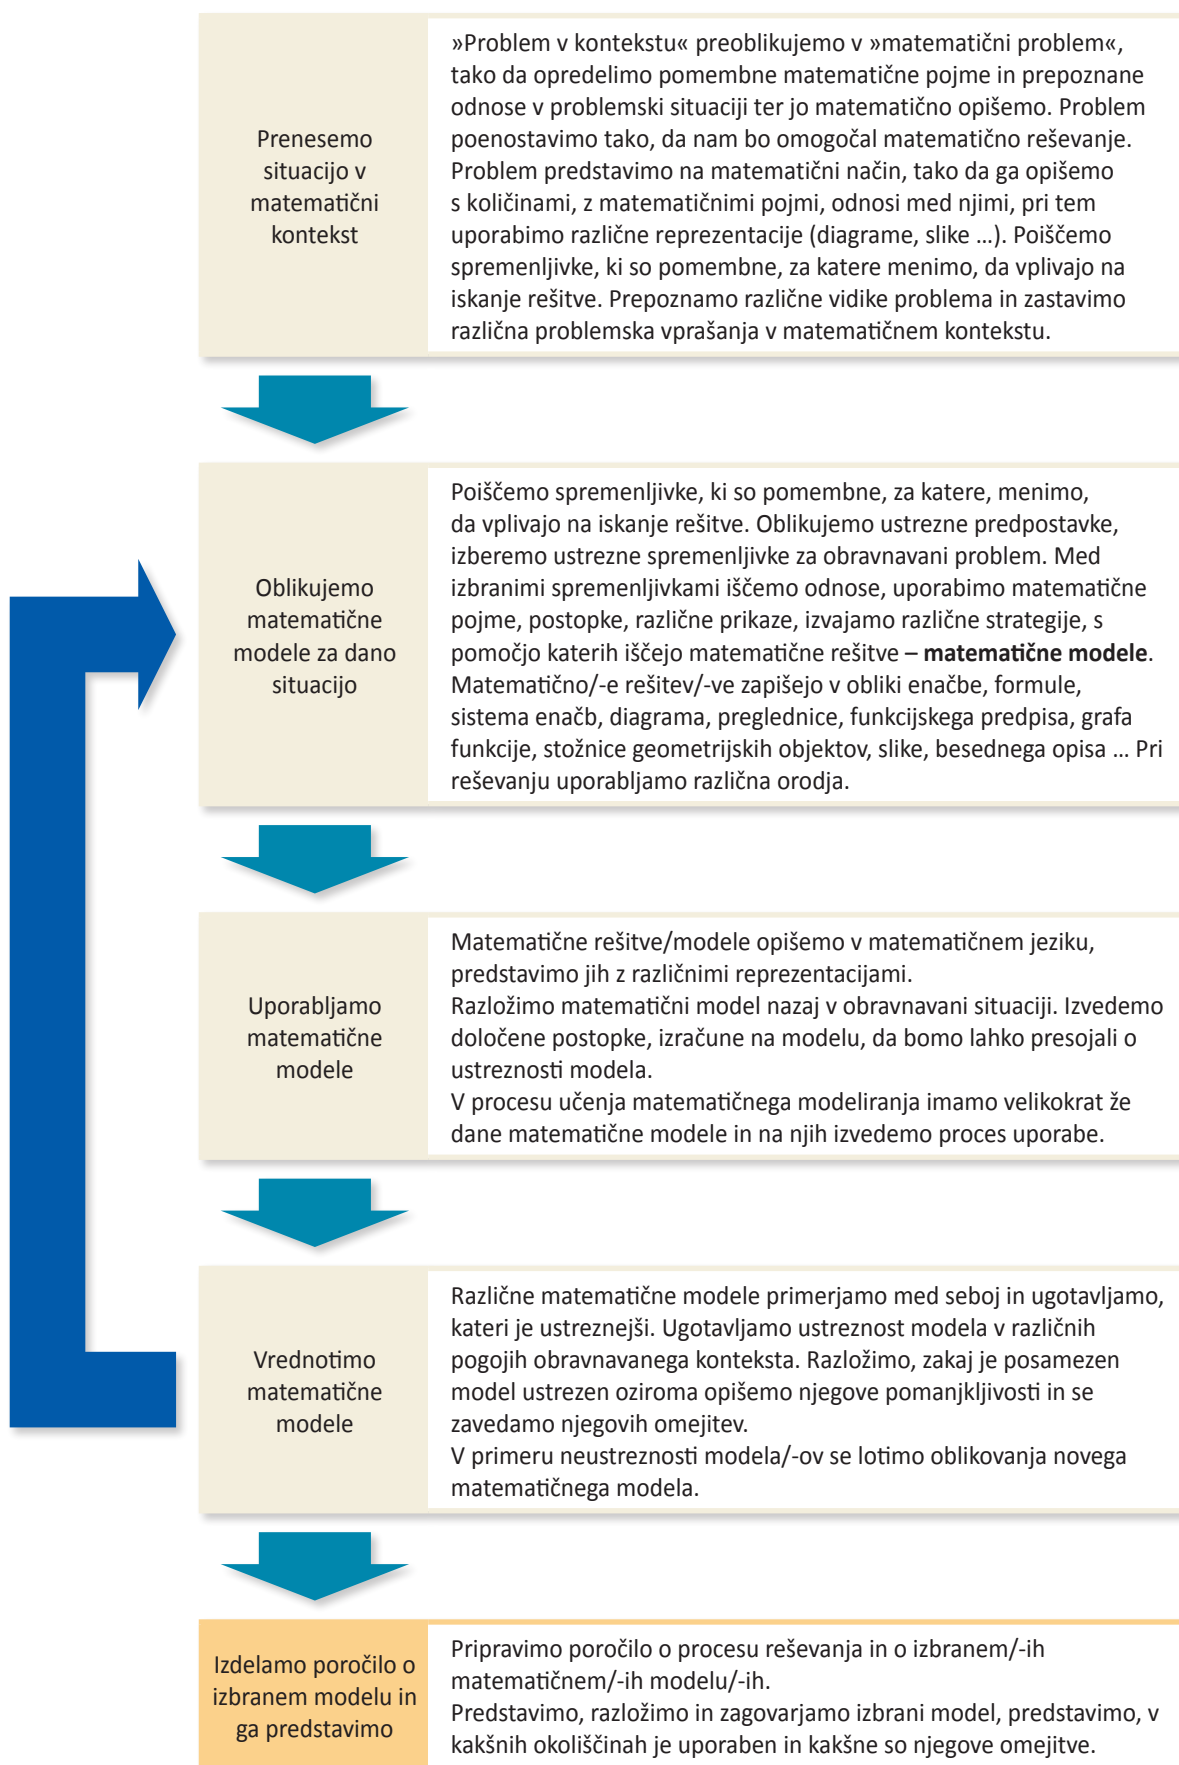 Prenesemo
situacijo v
matematični
kontekst
»Problem v kontekstu« preoblikujemo v »matematični problem«,
tako da opredelimo pomembne matematične pojme in prepoznane
odnose v problemski situaciji ter jo matematično opišemo. Problem
poenostavimo tako, da nam bo omogočal matematično reševanje.
Problem predstavimo na matematični način, tako da ga opišemo
s količinami, z matematičnimi pojmi, odnosi med njimi, pri tem
uporabimo različne reprezentacije (diagrame, slike …). Poiščemo
spremenljivke, ki so pomembne, za katere menimo, da vplivajo na
iskanje rešitve. Prepoznamo različne vidike problema in zastavimo
različna problemska vprašanja v matematičnem kontekstu.
Oblikujemo
matematične
modele za dano
situacijo
Poiščemo spremenljivke, ki so pomembne, za katere, menimo,
da vplivajo na iskanje rešitve. Oblikujemo ustrezne predpostavke,
izberemo ustrezne spremenljivke za obravnavani problem. Med
izbranimi spremenljivkami iščemo odnose, uporabimo matematične
pojme, postopke, različne prikaze, izvajamo različne strategije, s
pomočjo katerih iščejo matematične rešitve – matematične modele.
Matematično/-e rešitev/-ve zapišejo v obliki enačbe, formule,
sistema enačb, diagrama, preglednice, funkcijskega predpisa, grafa
funkcije, stožnice geometrijskih objektov, slike, besednega opisa … Pri
reševanju uporabljamo različna orodja.
Uporabljamo
matematične
modele
Matematične rešitve/modele opišemo v matematičnem jeziku,
predstavimo jih z različnimi reprezentacijami.
Razložimo matematični model nazaj v obravnavani situaciji. Izvedemo
določene postopke, izračune na modelu, da bomo lahko presojali o
ustreznosti modela.
V procesu učenja matematičnega modeliranja imamo velikokrat že
dane matematične modele in na njih izvedemo proces uporabe.
Vrednotimo
matematične
modele
Različne matematične modele primerjamo med seboj in ugotavljamo,
kateri je ustreznejši. Ugotavljamo ustreznost modela v različnih
pogojih obravnavanega konteksta. Razložimo, zakaj je posamezen
model ustrezen oziroma opišemo njegove pomanjkljivosti in se
zavedamo njegovih omejitev.
V primeru neustreznosti modela/-ov se lotimo oblikovanja novega
matematičnega modela.
Izdelamo poročilo o
izbranem modelu in
ga predstavimo
Pripravimo poročilo o procesu reševanja in o izbranem/-ih
matematičnem/-ih modelu/-ih.
Predstavimo, razložimo in zagovarjamo izbrani model, predstavimo, v
kakšnih okoliščinah je uporaben in kakšne so njegove omejitve.